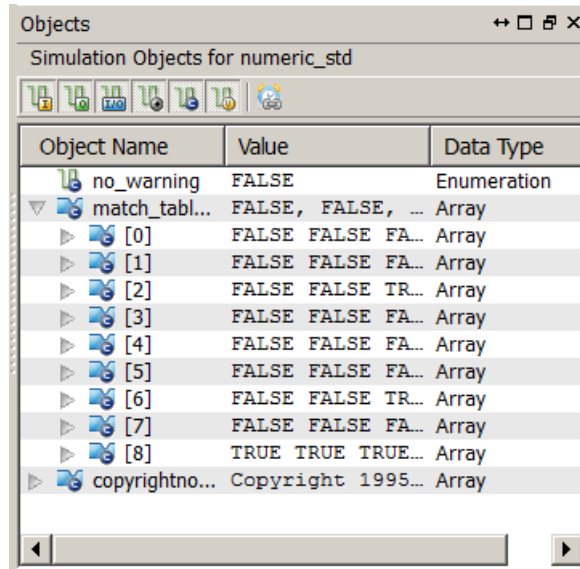 Objects
Simulation Objects for numeric_std
I O I/O C U
Object Name Value Data Type
no_warning FALSE Enumeration
match_tabl... FALSE, FALSE, ... Array
[0] FALSE FALSE FA... Array
[1] FALSE FALSE FA... Array
[2] FALSE FALSE TR... Array
[3] FALSE FALSE FA... Array
[4] FALSE FALSE FA... Array
[5] FALSE FALSE FA... Array
[6] FALSE FALSE TR... Array
[7] FALSE FALSE FA... Array
[8] TRUE TRUE TRUE... Array
copyrightno... Copyright 1995... Array